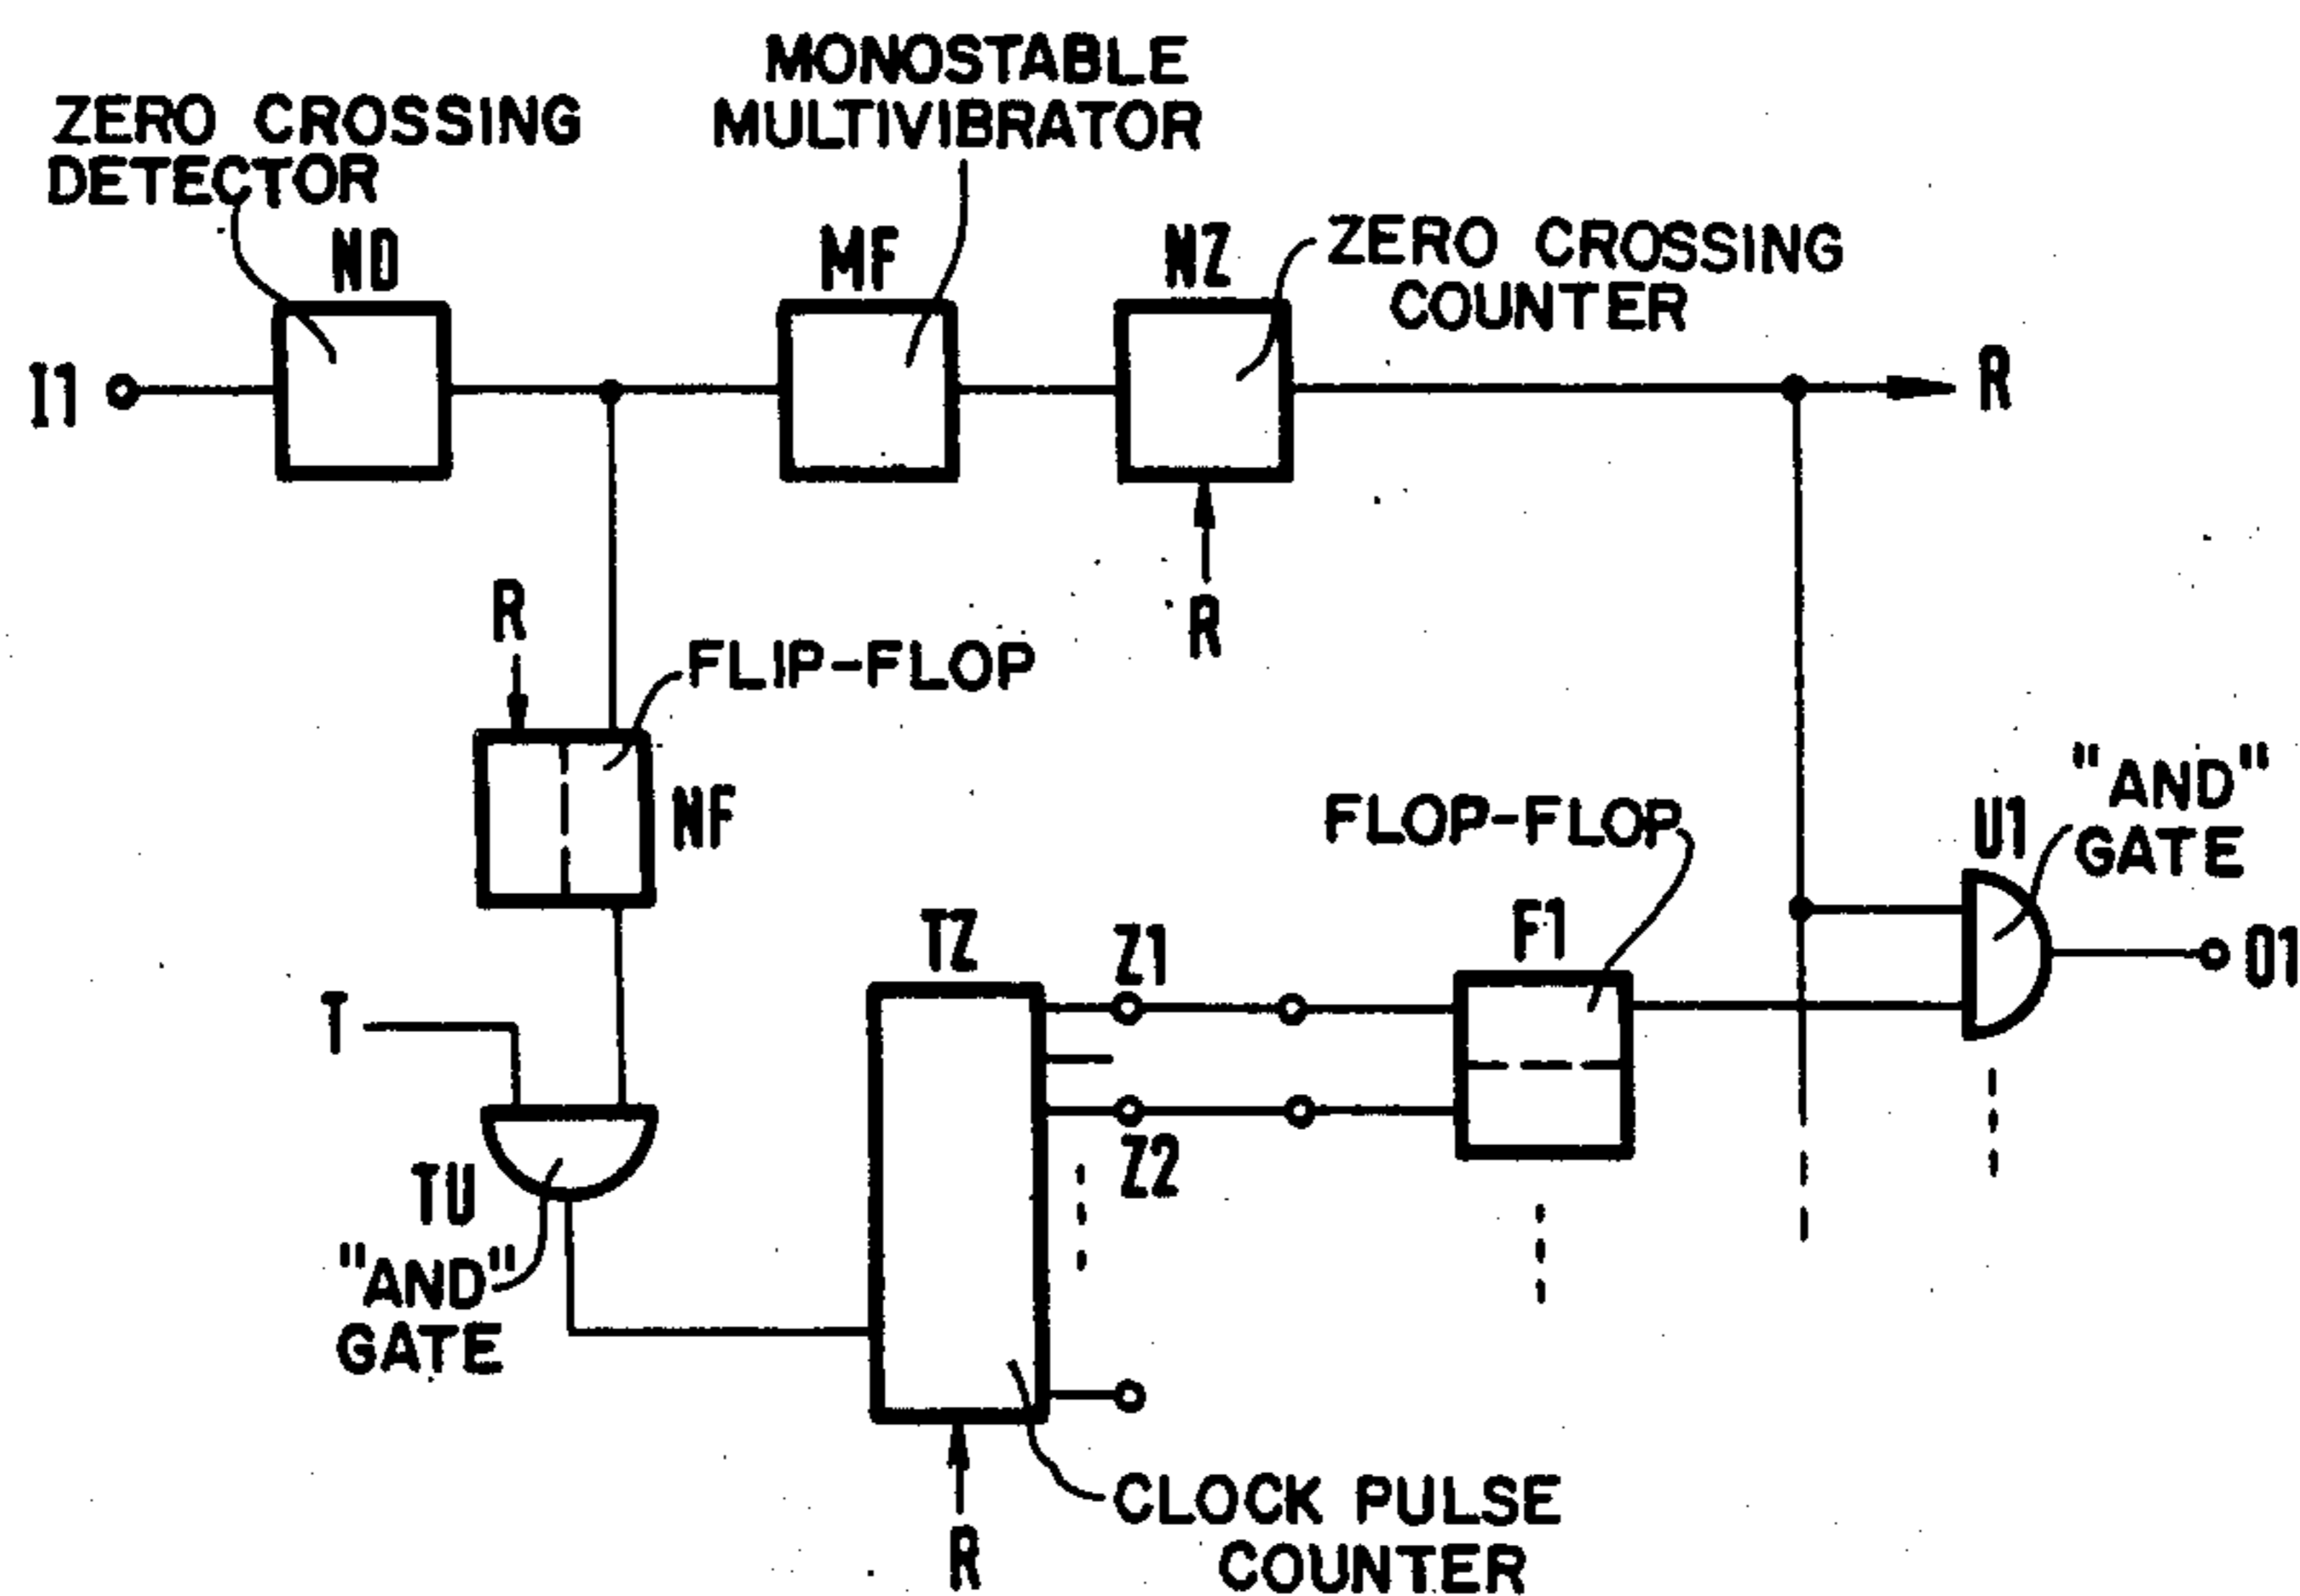 MONOSTABLE
MULTIVIBRATOR
ZERO CROSSING
DETECTOR
ND
MF
NZ
ZERO CROSSING
COUNTER
I1
R
R
R
FLIP-FLOP
NF
"AND"
GATE
U1
FLOP-FLOP
F1
TZ
Z1
O1
T
Z2
TU
"AND"
GATE
CLOCK PULSE
COUNTER
R